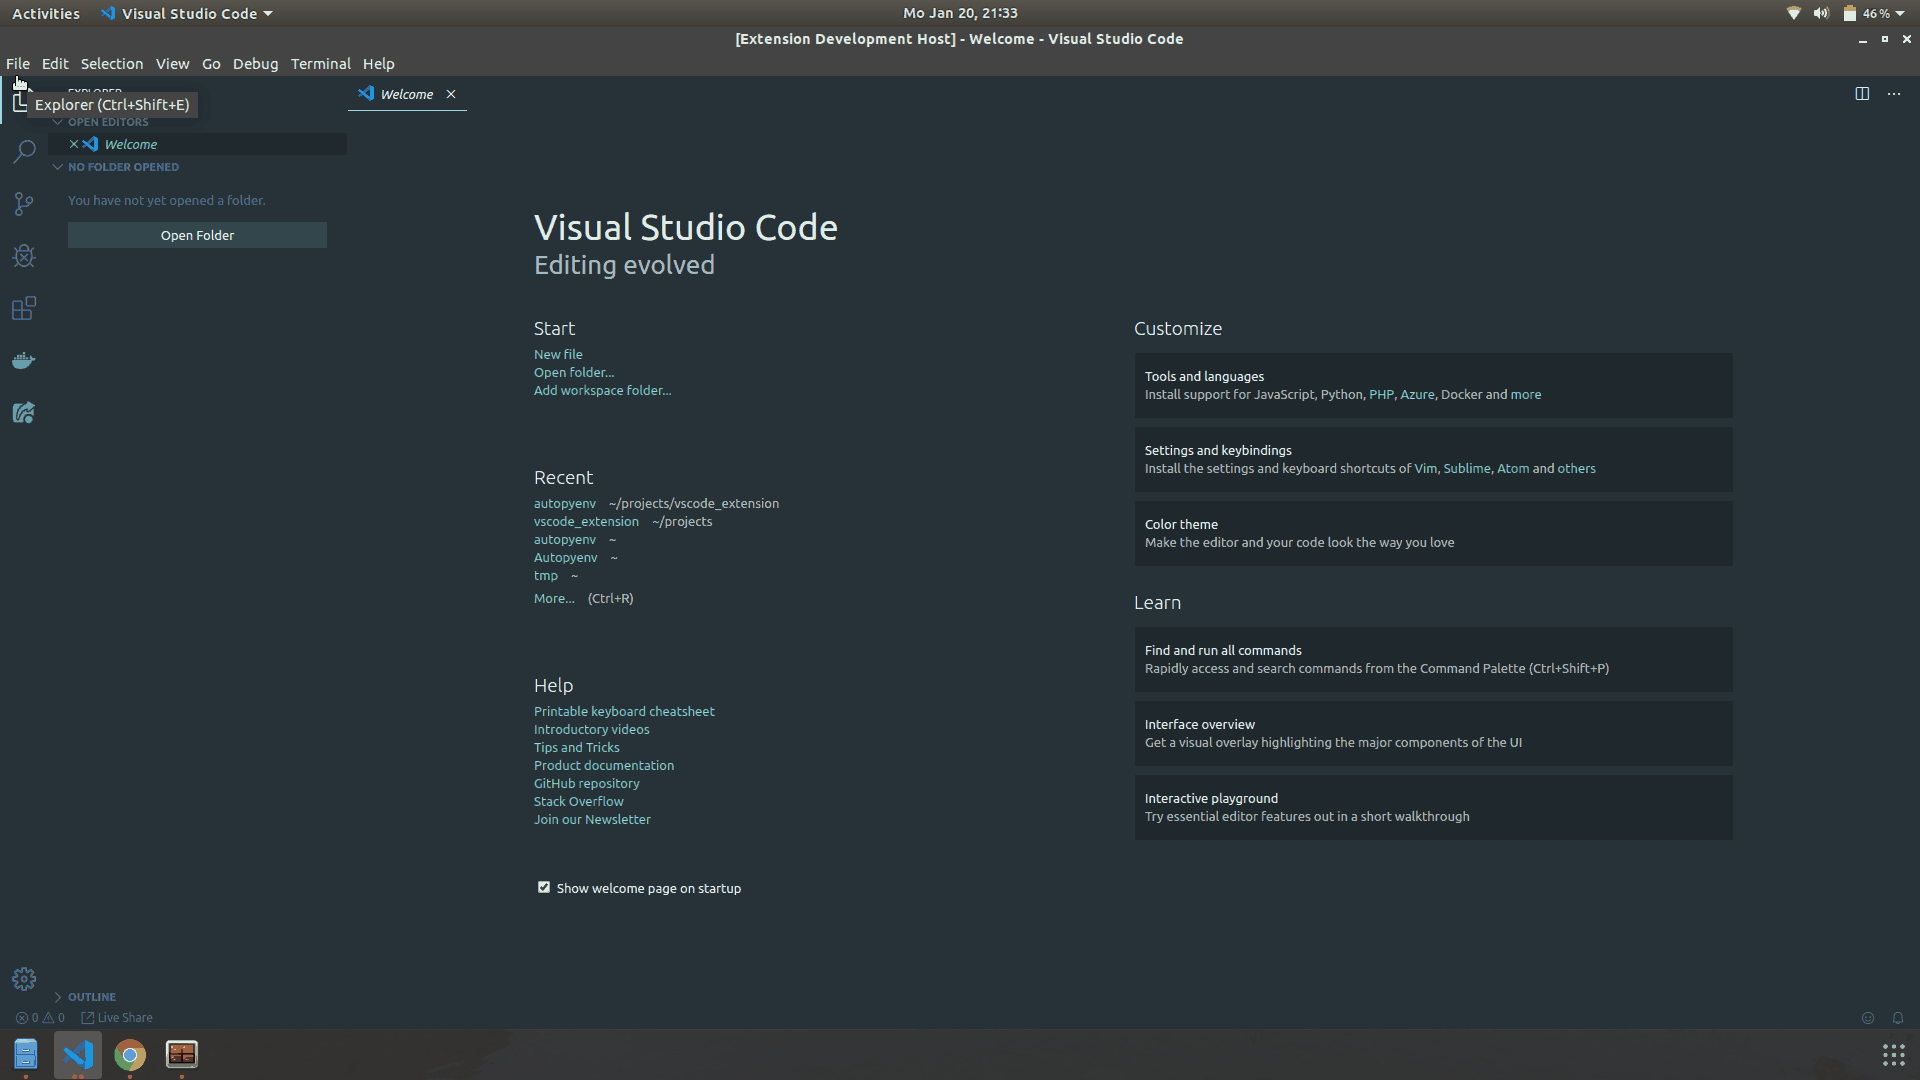 Activities
Visual Studio Code
Mo Jan 20, 21:33
46 %
[Extension Development Host] - Welcome - Visual Studio Code
File Edit Selection View Go Debug Terminal Help
EXPLORER
Explorer (Ctrl+Shift+E)
OPEN EDITORS
Welcome
NO FOLDER OPENED
You have not yet opened a folder.
Open Folder
Welcome
Visual Studio Code
Editing evolved
Start
New file
Open folder...
Add workspace folder...
Recent
autopyenv ~/projects/vscode_extension
vscode_extension ~/projects
autopyenv ~
Autopyenv ~
tmp ~
More... (Ctrl+R)
Help
Printable keyboard cheatsheet
Introductory videos
Tips and Tricks
Product documentation
GitHub repository
Stack Overflow
Join our Newsletter
Show welcome page on startup
Customize
Tools and languages
Install support for JavaScript, Python, PHP, Azure, Docker and more
Settings and keybindings
Install the settings and keyboard shortcuts of Vim, Sublime, Atom and others
Color theme
Make the editor and your code look the way you love
Learn
Find and run all commands
Rapidly access and search commands from the Command Palette (Ctrl+Shift+P)
Interface overview
Get a visual overlay highlighting the major components of the UI
Interactive playground
Try essential editor features out in a short walkthrough
OUTLINE
0 0 Live Share